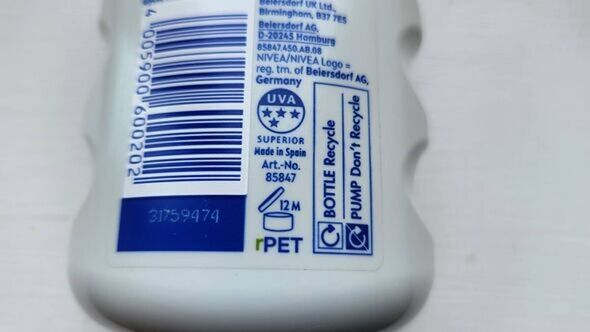 Beiersdorf UK Ltd.,
Birmingham, B37 7ES
Beiersdorf AG,
D-20245 Hamburg
85847.450.AB.08
NIVEA/NIVEA Logo =
reg. tm. of Beiersdorf AG,
Germany
UVA
SUPERIOR
Made in Spain
Art.-No.
85847
12 M
rPET
BOTTLE Recycle
PUMP Don't Recycle
4 005900 600202
31759474